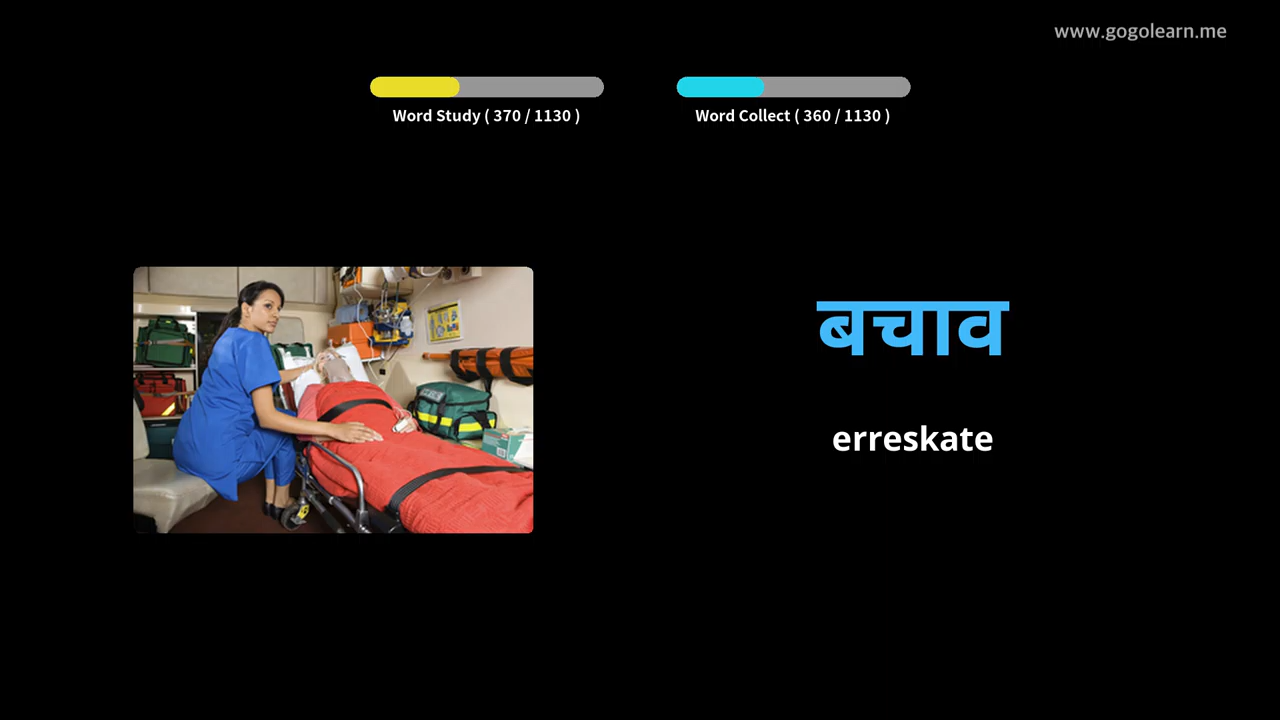 www.gogolearn.me
Word Study ( 370 / 1130 )
Word Collect ( 360 / 1130 )
बचाव
erreskate